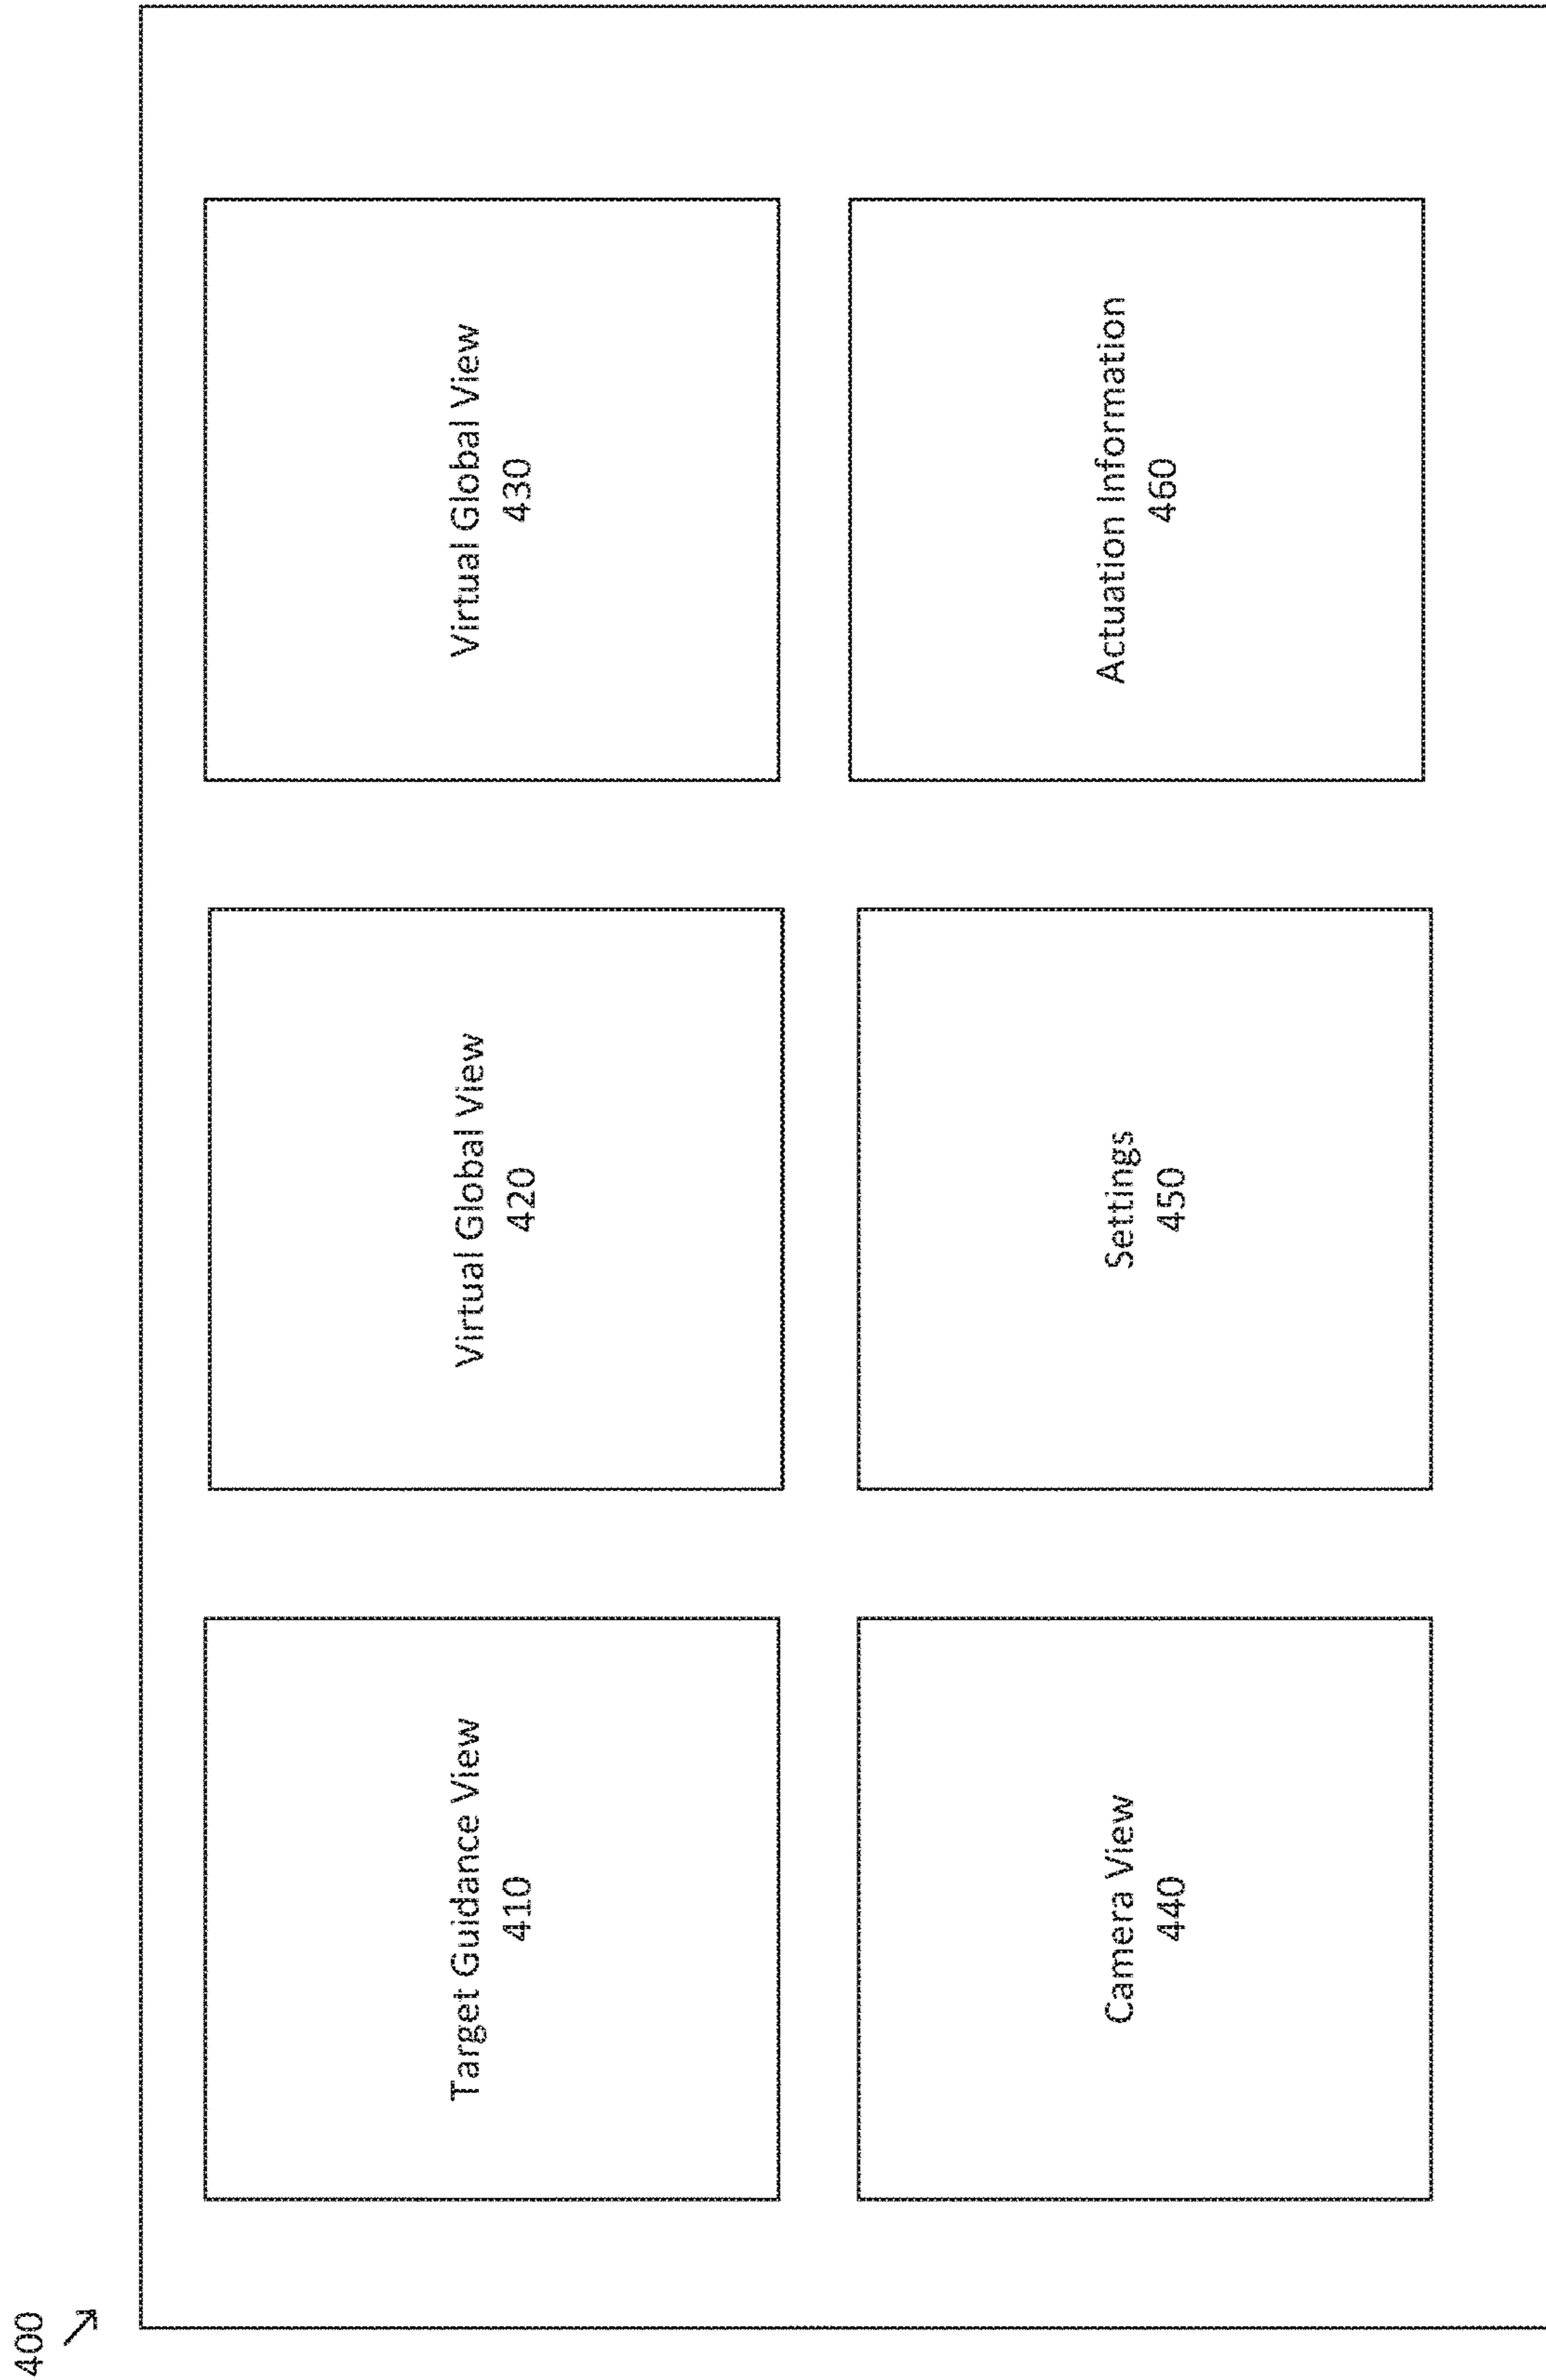 400
Target Guidance View
410
Virtual Global View
420
Virtual Global View
430
Camera View
440
Settings
450
Actuation Information
460